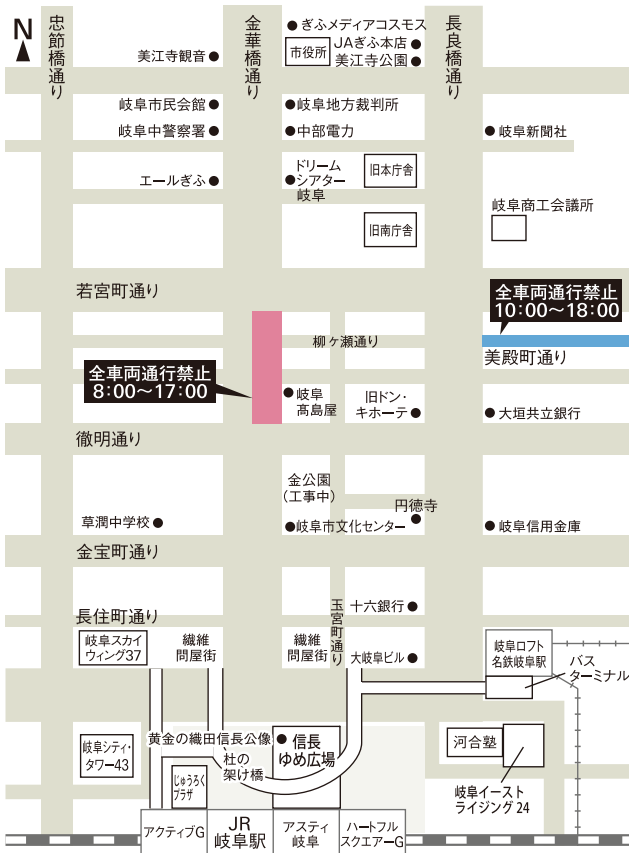 N
忠節橋通り
金華橋通り
長良橋通り
ぎふメディアコスモス
市役所
JAぎふ本店
美江寺公園
美江寺観音
岐阜市民会館
岐阜地方裁判所
岐阜中警察署
中部電力
岐阜新聞社
エールぎふ
ドリーム
シアター
岐阜
旧本庁舎
旧南庁舎
岐阜商工会議所
若宮町通り
全車両通行禁止
10:00〜18:00
柳ヶ瀬通り
美殿町通り
全車両通行禁止
8:00〜17:00
岐阜
髙島屋
旧ドン・
キホーテ
大垣共立銀行
徹明通り
金公園
(工事中)
円徳寺
草潤中学校
岐阜市文化センター
岐阜信用金庫
金宝町通り
玉宮町通り
十六銀行
長住町通り
岐阜スカイ
ウィング37
繊維
問屋街
繊維
問屋街
大岐阜ビル
岐阜ロフト
名鉄岐阜駅
バス
ターミナル
黄金の織田信長公像
信長
ゆめ広場
杜の
架け橋
岐阜シティ・
タワー43
じゅうろく
プラザ
河合塾
岐阜イースト
ライジング24
アクティブG
JR
岐阜駅
アスティ
岐阜
ハートフル
スクエアーG